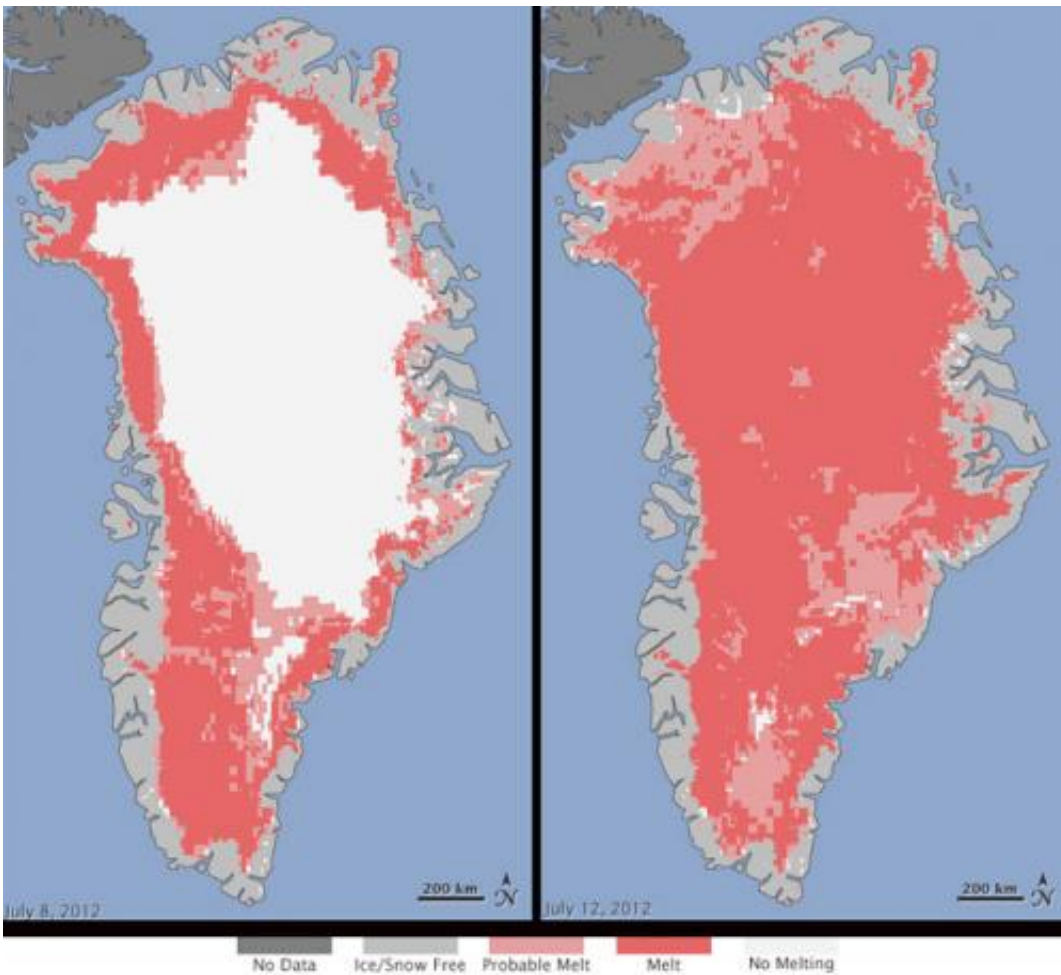 200 km
N
July 8, 2012
200 km
N
July 12, 2012
No Data
Ice/Snow Free
Probable Melt
Melt
No Melting